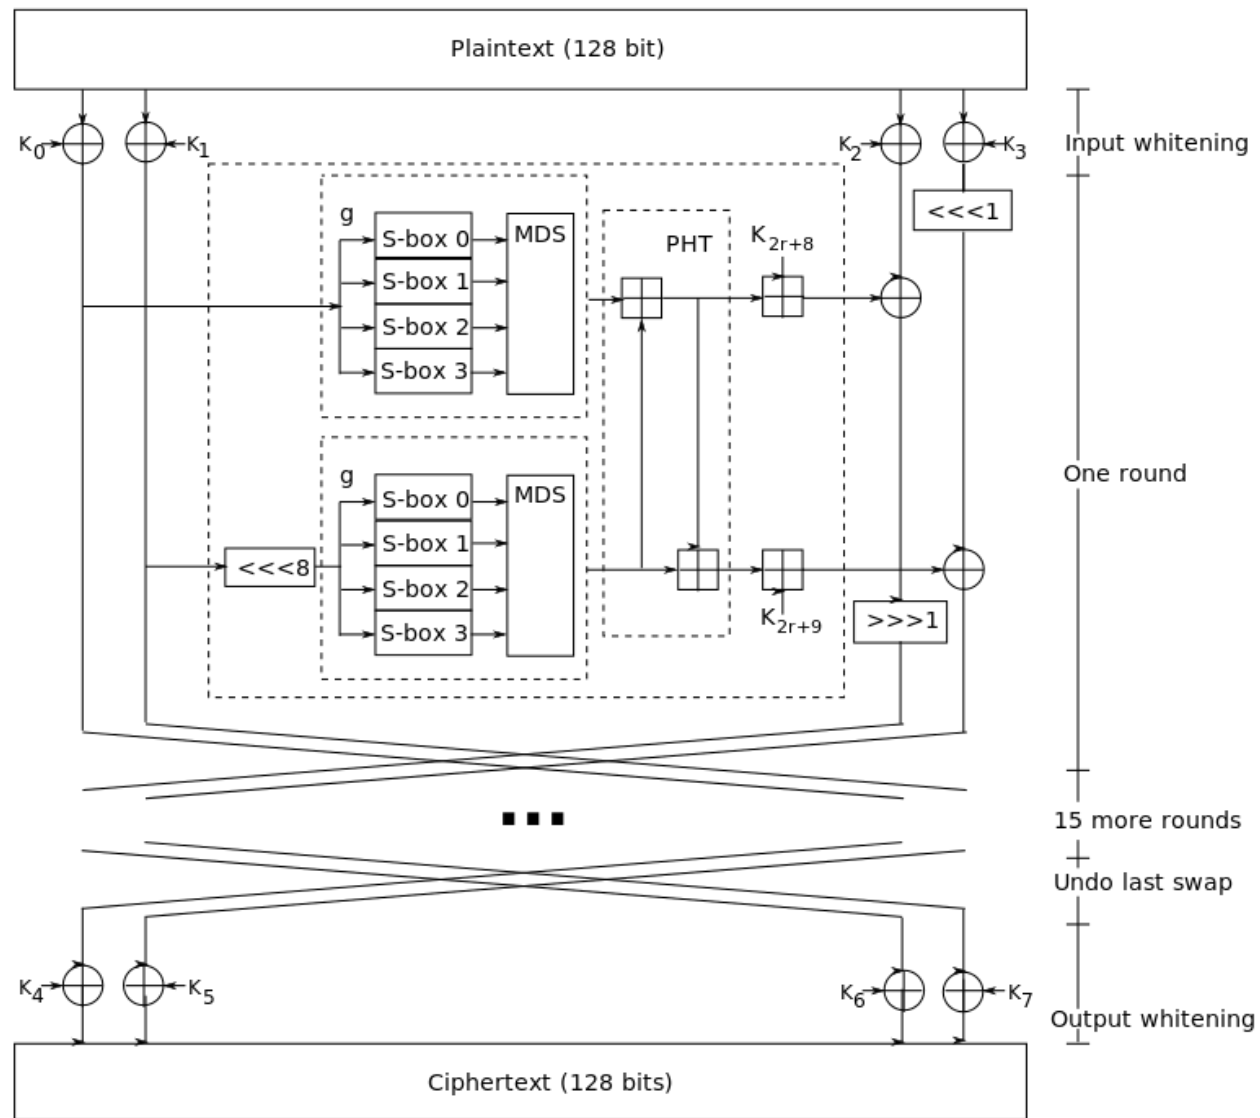 Plaintext (128 bit)
K0 K1 K2 K3 Input whitening
<<<1
g MDS PHT K2r+8
S-box 0
S-box 1
S-box 2
S-box 3
One round
g MDS
S-box 0
S-box 1
<<<8
S-box 2
S-box 3
K2r+9
>>>1
15 more rounds
Undo last swap
K4 K5 K6 K7
Output whitening
Ciphertext (128 bits)